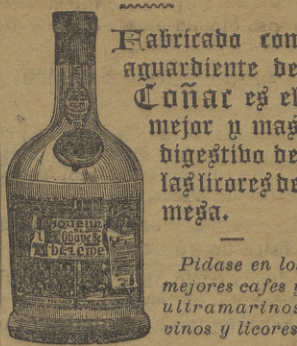 Fabricado con
aguardiente de
Coñac es el
mejor y mas
digestivo de
las licores de
mesa.
Pidase en los
mejores cafes y
ultramarinos
vinos y licores